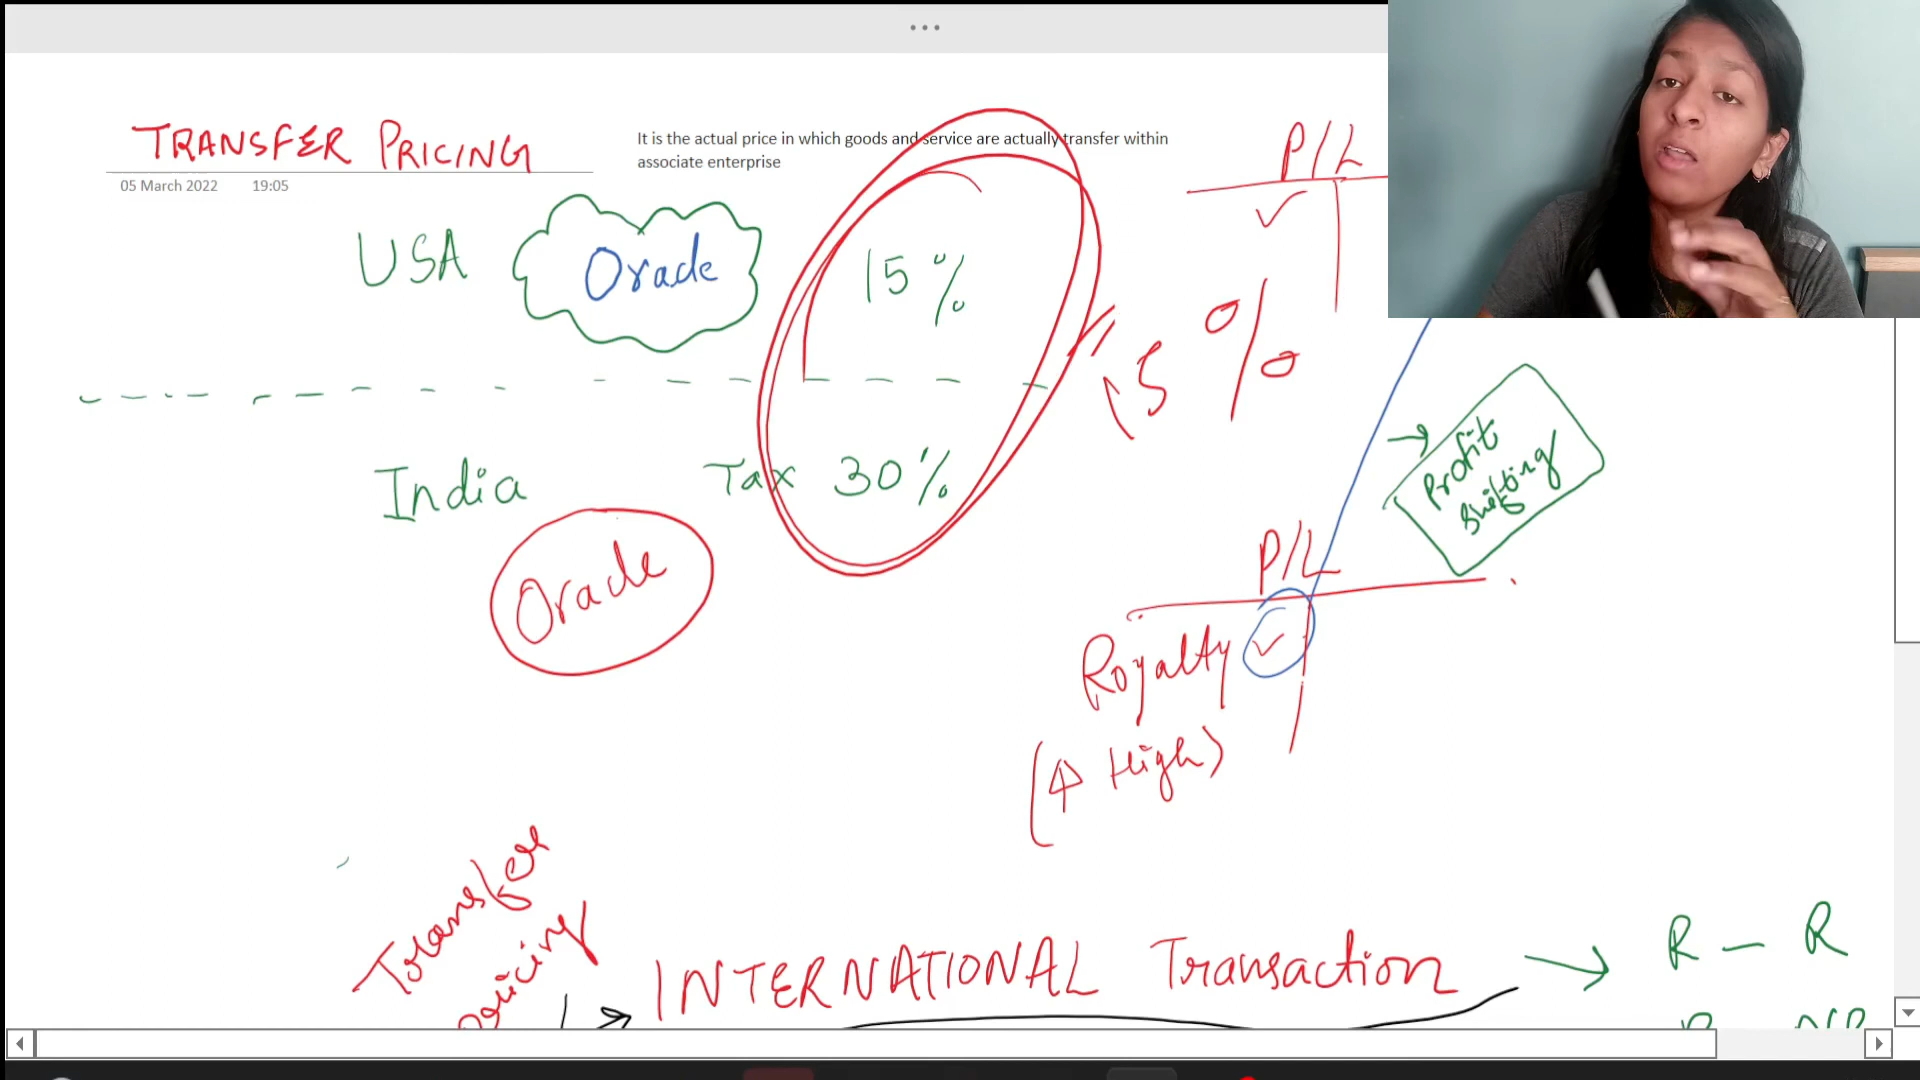 TRANSFER PRICING
It is the actual price in which goods and service are actually transfer within
associate enterprise
05 March 2022 19:05
P/L
USA Oracle 15%
15%
India Tax 30%
Oracle
Profit
Shifting
P/L
Royalty
(↑ High)
Transfer
pricing
INTERNATIONAL Transaction → R - R